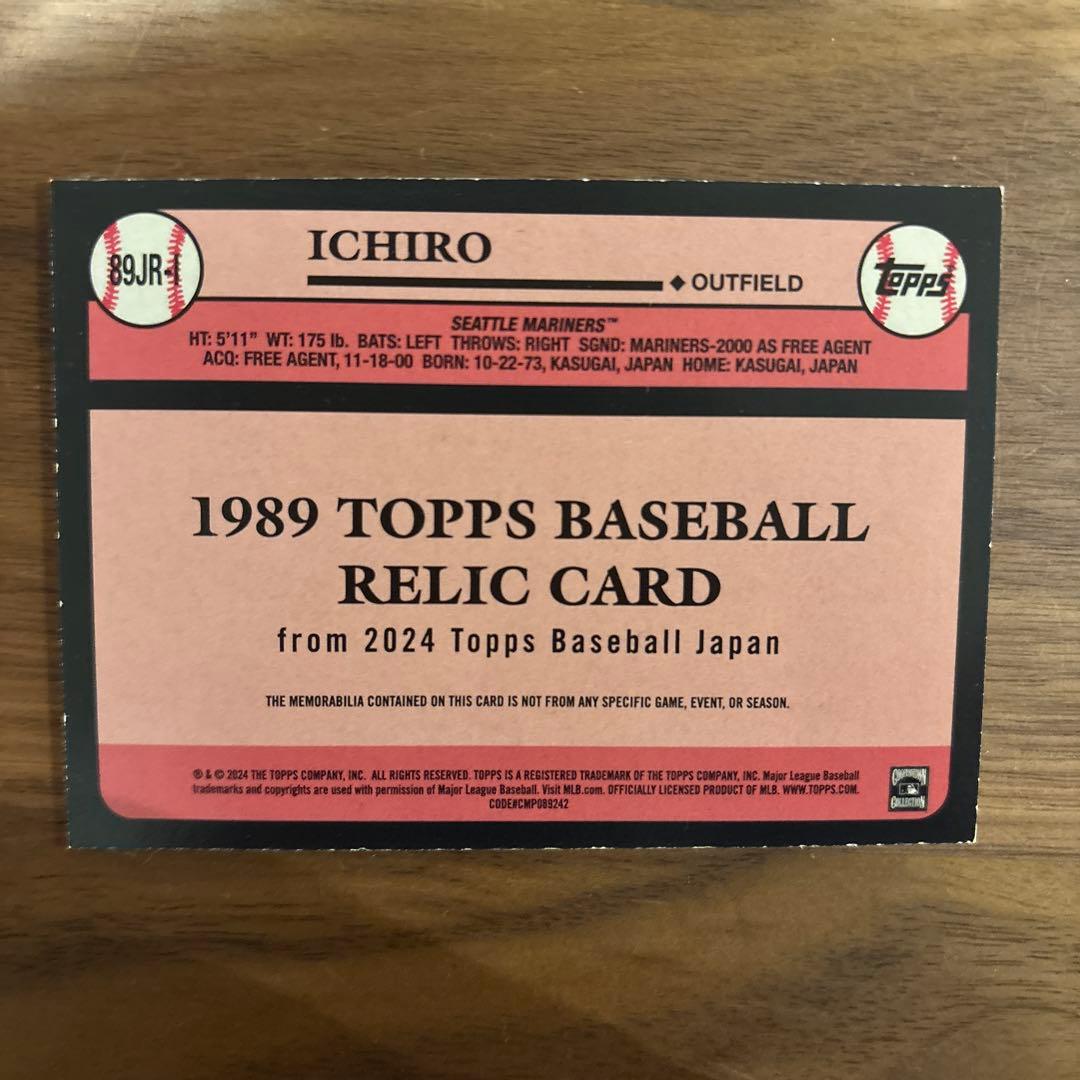 89JR-I
ICHIRO
◆ OUTFIELD
TOPPS
SEATTLE MARINERS™
HT: 5'11" WT: 175 lb. BATS: LEFT THROWS: RIGHT SGND: MARINERS-2000 AS FREE AGENT
ACQ: FREE AGENT, 11-18-00 BORN: 10-22-73, KASUGAI, JAPAN HOME: KASUGAI, JAPAN
1989 TOPPS BASEBALL
RELIC CARD
from 2024 Topps Baseball Japan
THE MEMORABILIA CONTAINED ON THIS CARD IS NOT FROM ANY SPECIFIC GAME, EVENT, OR SEASON.
® & © 2024 THE TOPPS COMPANY, INC. ALL RIGHTS RESERVED. TOPPS IS A REGISTERED TRADEMARK OF THE TOPPS COMPANY, INC. Major League Baseball
trademarks and copyrights are used with permission of Major League Baseball. Visit MLB.com. OFFICIALLY LICENSED PRODUCT OF MLB. WWW.TOPPS.COM.
CODE#CMP089242
COOPERSTOWN
COLLECTION